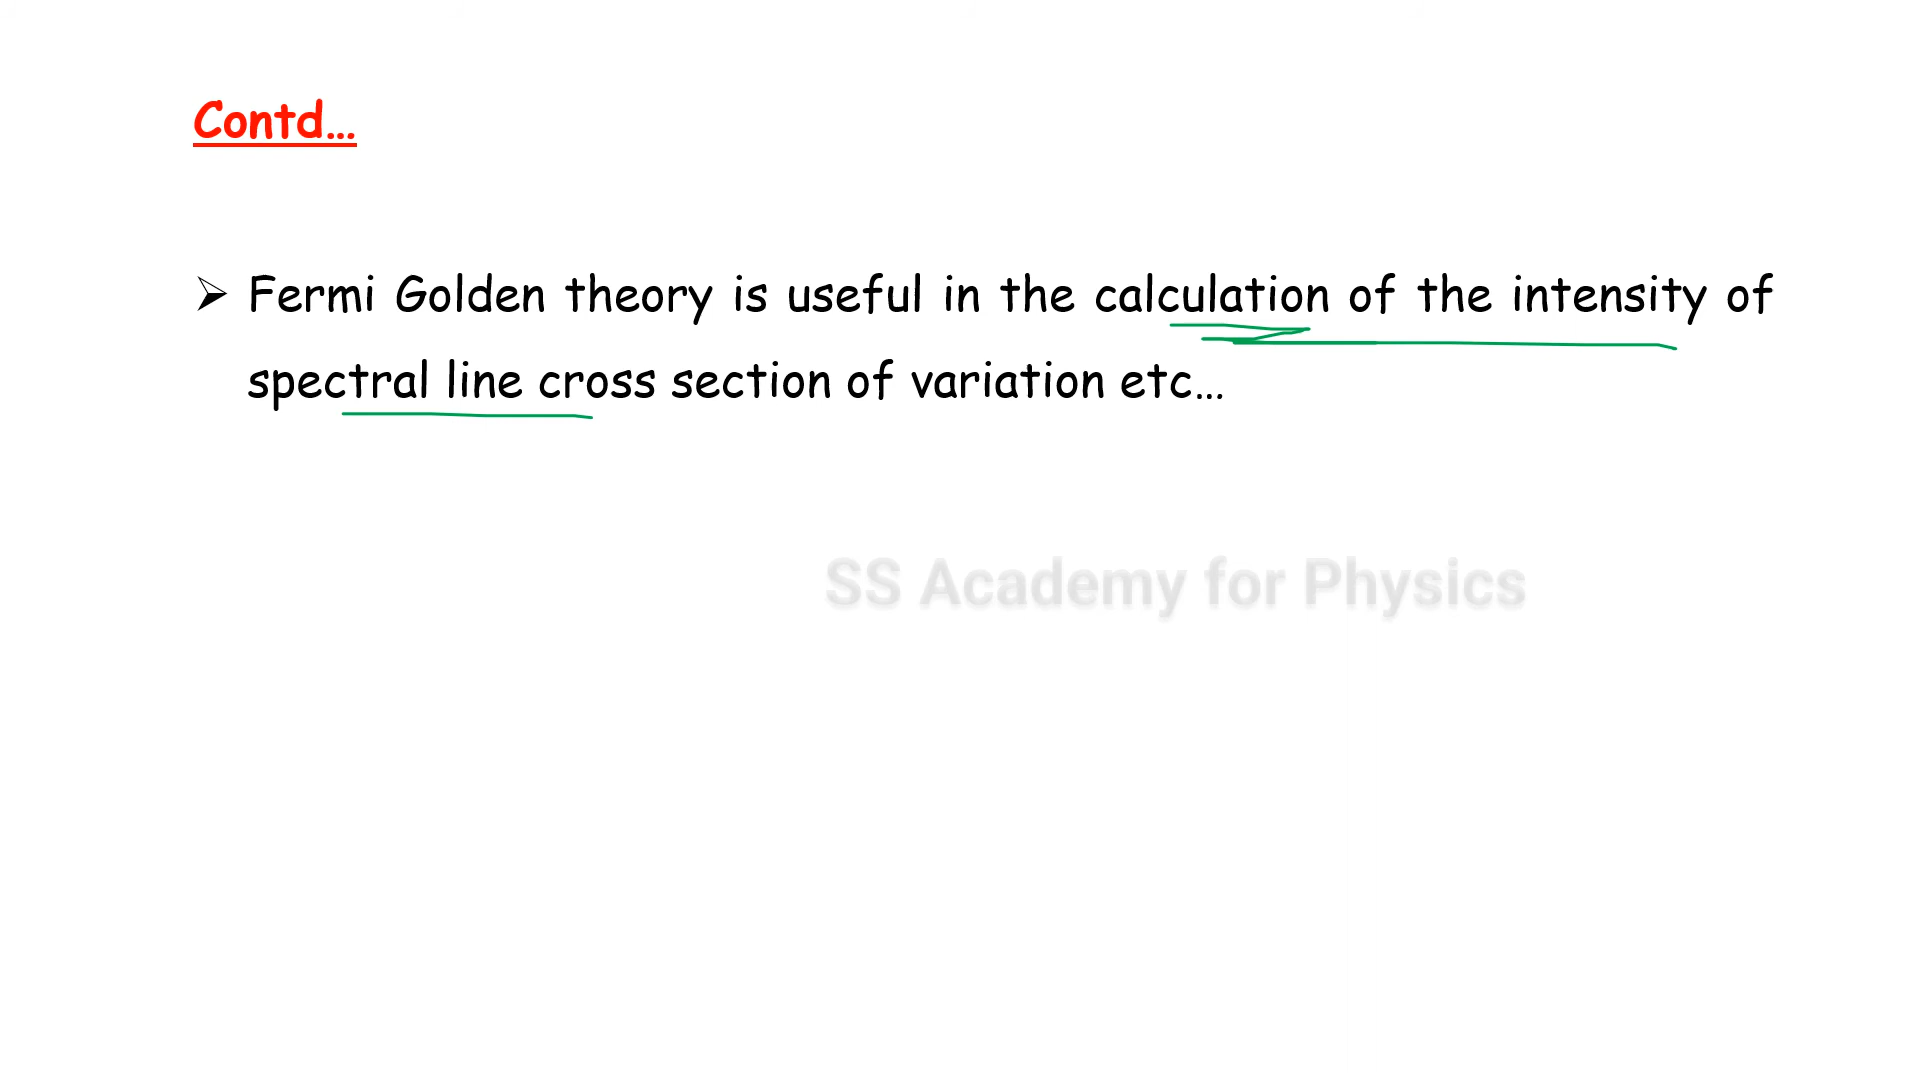 Contd...
➢ Fermi Golden theory is useful in the calculation of the intensity of
spectral line cross section of variation etc...
SS Academy for Physics